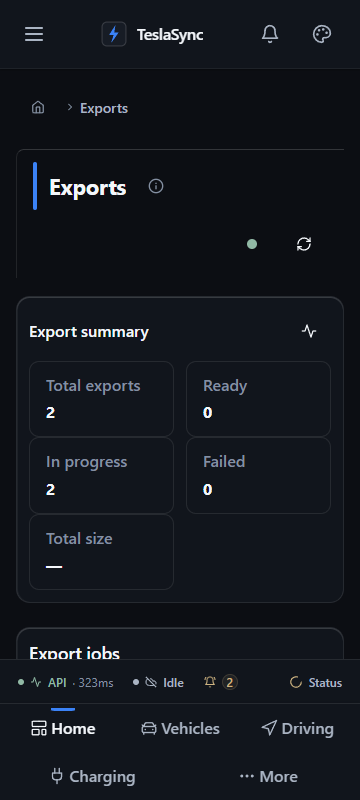 TeslaSync
Exports
Exports
Export summary
Total exports
2
Ready
0
In progress
2
Failed
0
Total size
—
Export jobs
API · 323ms
Idle
2
Status
Home
Vehicles
Driving
Charging
More